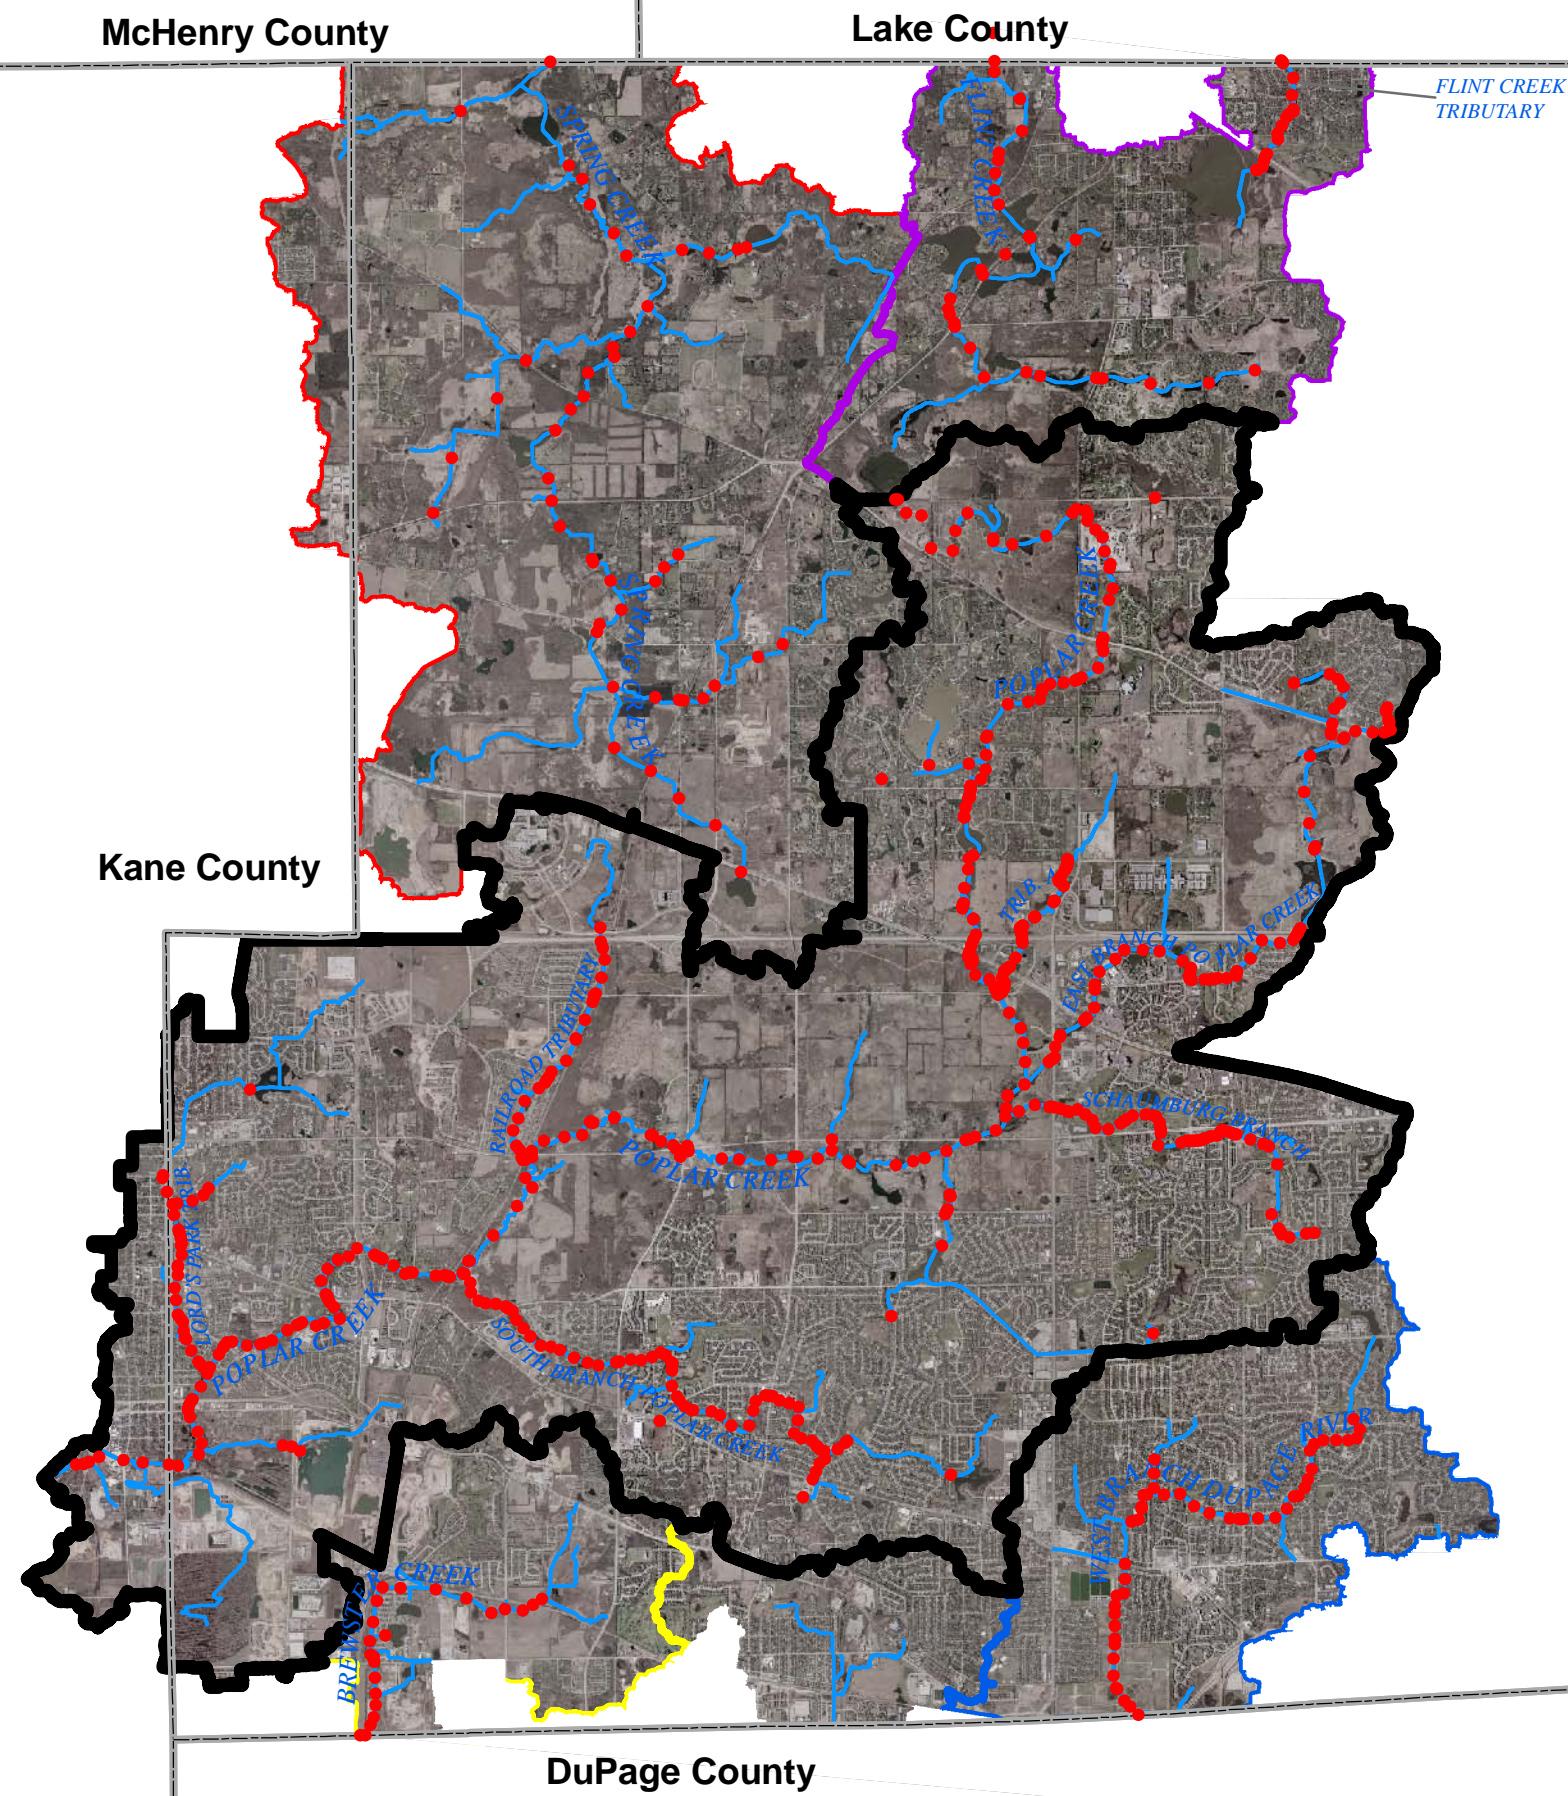 McHenry County
Lake County
FLINT CREEK
TRIBUTARY
SPRING CREEK
FLINT CREEK
POPLAR CREEK
SPRING CREEK
Kane County
TRIB. A
EAST BRANCH POPLAR CREEK
RAILROAD TRIBUTARY
SCHAUMBURG BRANCH
POPLAR CREEK
LORD'S PARK TRIB
POPLAR CREEK
SOUTH BRANCH POPLAR CREEK
WEST BRANCH DUPAGE RIVER
BREWSTER CREEK
DuPage County